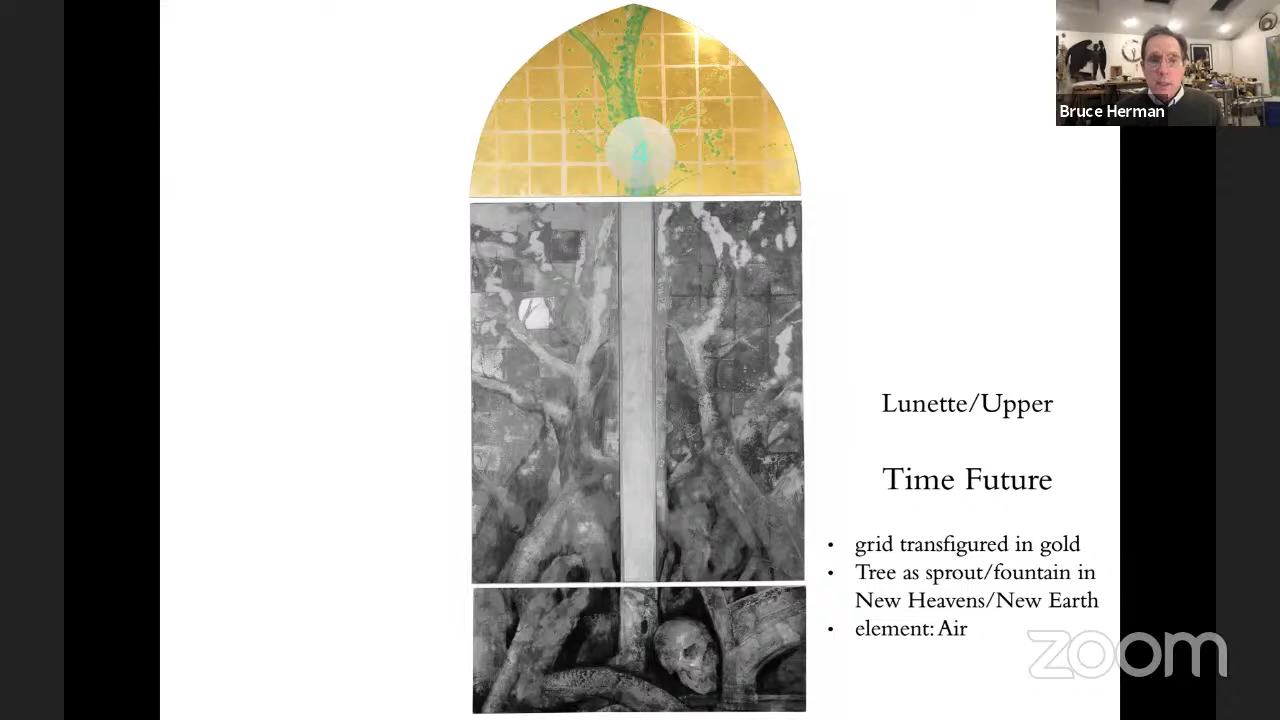 Bruce Herman
4
Lunette/Upper
Time Future
• grid transfigured in gold
• Tree as sprout/fountain in
New Heavens/New Earth
• element: Air
zoom